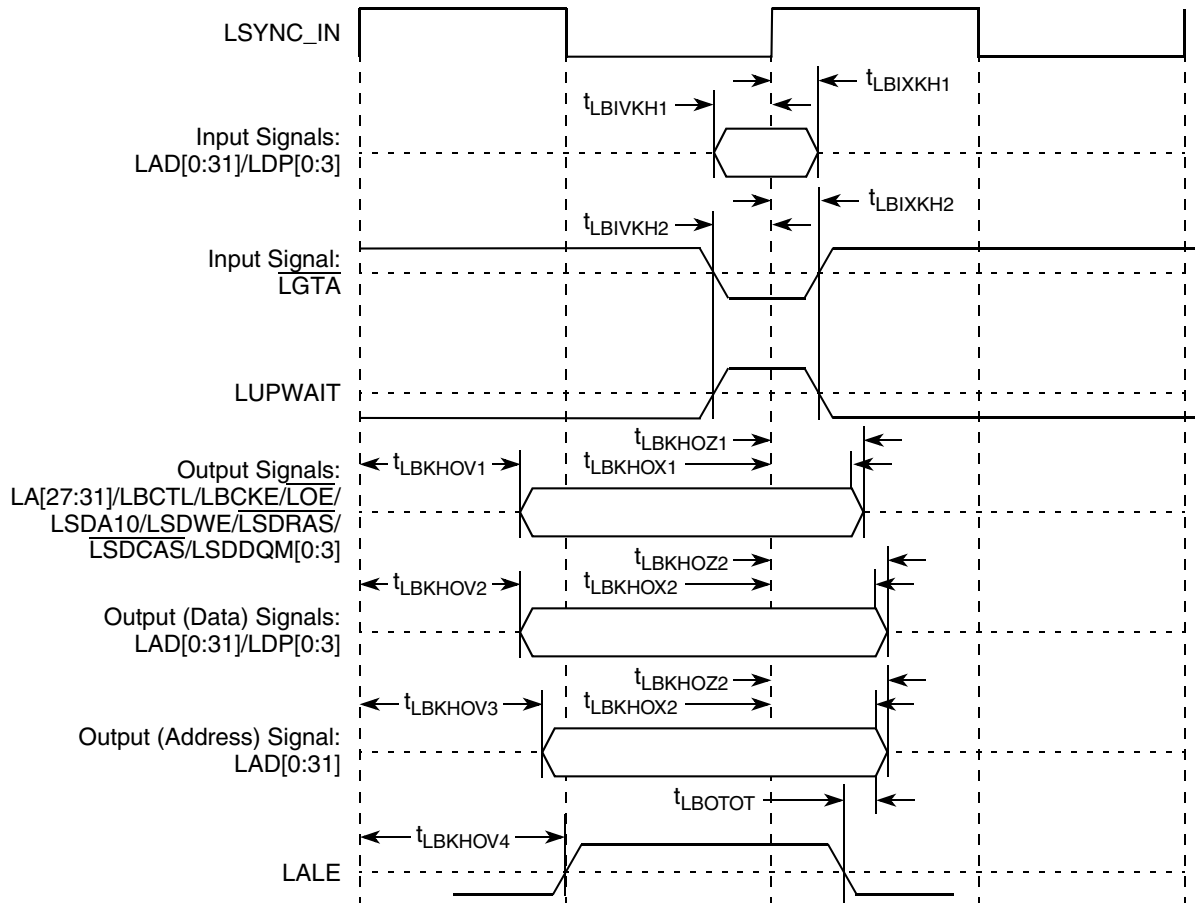 LSYNC_IN
tLBIXKH1
tLBIVKH1
Input Signals:
LAD[0:31]/LDP[0:3]
tLBIXKH2
tLBIVKH2
Input Signal:
LGTA
LUPWAIT
tLBKHOZ1
tLBKHOV1
tLBKHOX1
Output Signals:
LA[27:31]/LBCTL/LBCKE/LOE/
LSDA10/LSDWE/LSDRAS/
LSDCAS/LSDDQM[0:3]
tLBKHOZ2
tLBKHOV2
tLBKHOX2
Output (Data) Signals:
LAD[0:31]/LDP[0:3]
tLBKHOZ2
tLBKHOV3
tLBKHOX2
Output (Address) Signal:
LAD[0:31]
tLBOTOT
tLBKHOV4
LALE